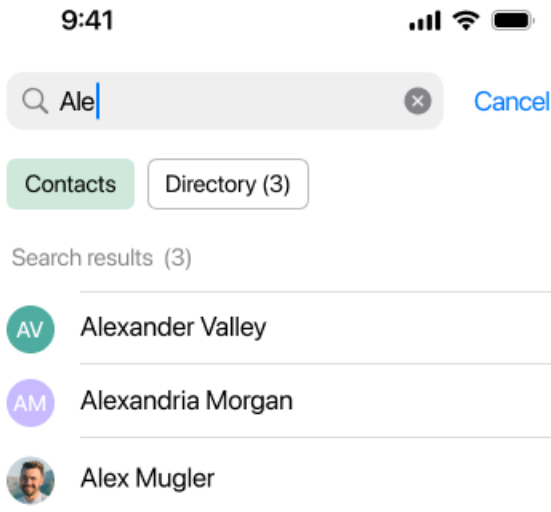 9:41
Ale
Cancel
Contacts
Directory (3)
Search results (3)
AV
Alexander Valley
AM
Alexandria Morgan
Alex Mugler